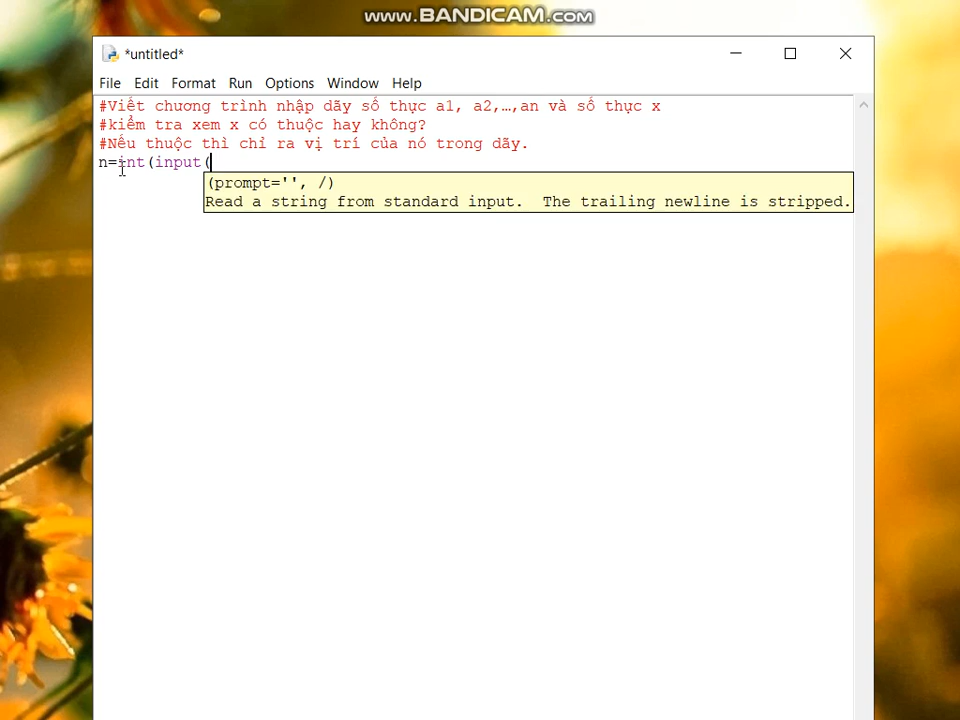 www.BANDICAM.com
*untitled*
File Edit Format Run Options Window Help
#Viết chương trình nhập dãy số thực a1, a2,…,an và số thực x
#kiểm tra xem x có thuộc hay không?
#Nếu thuộc thì chỉ ra vị trí của nó trong dãy.
n=int(input(
(prompt='', /)
Read a string from standard input.  The trailing newline is stripped.